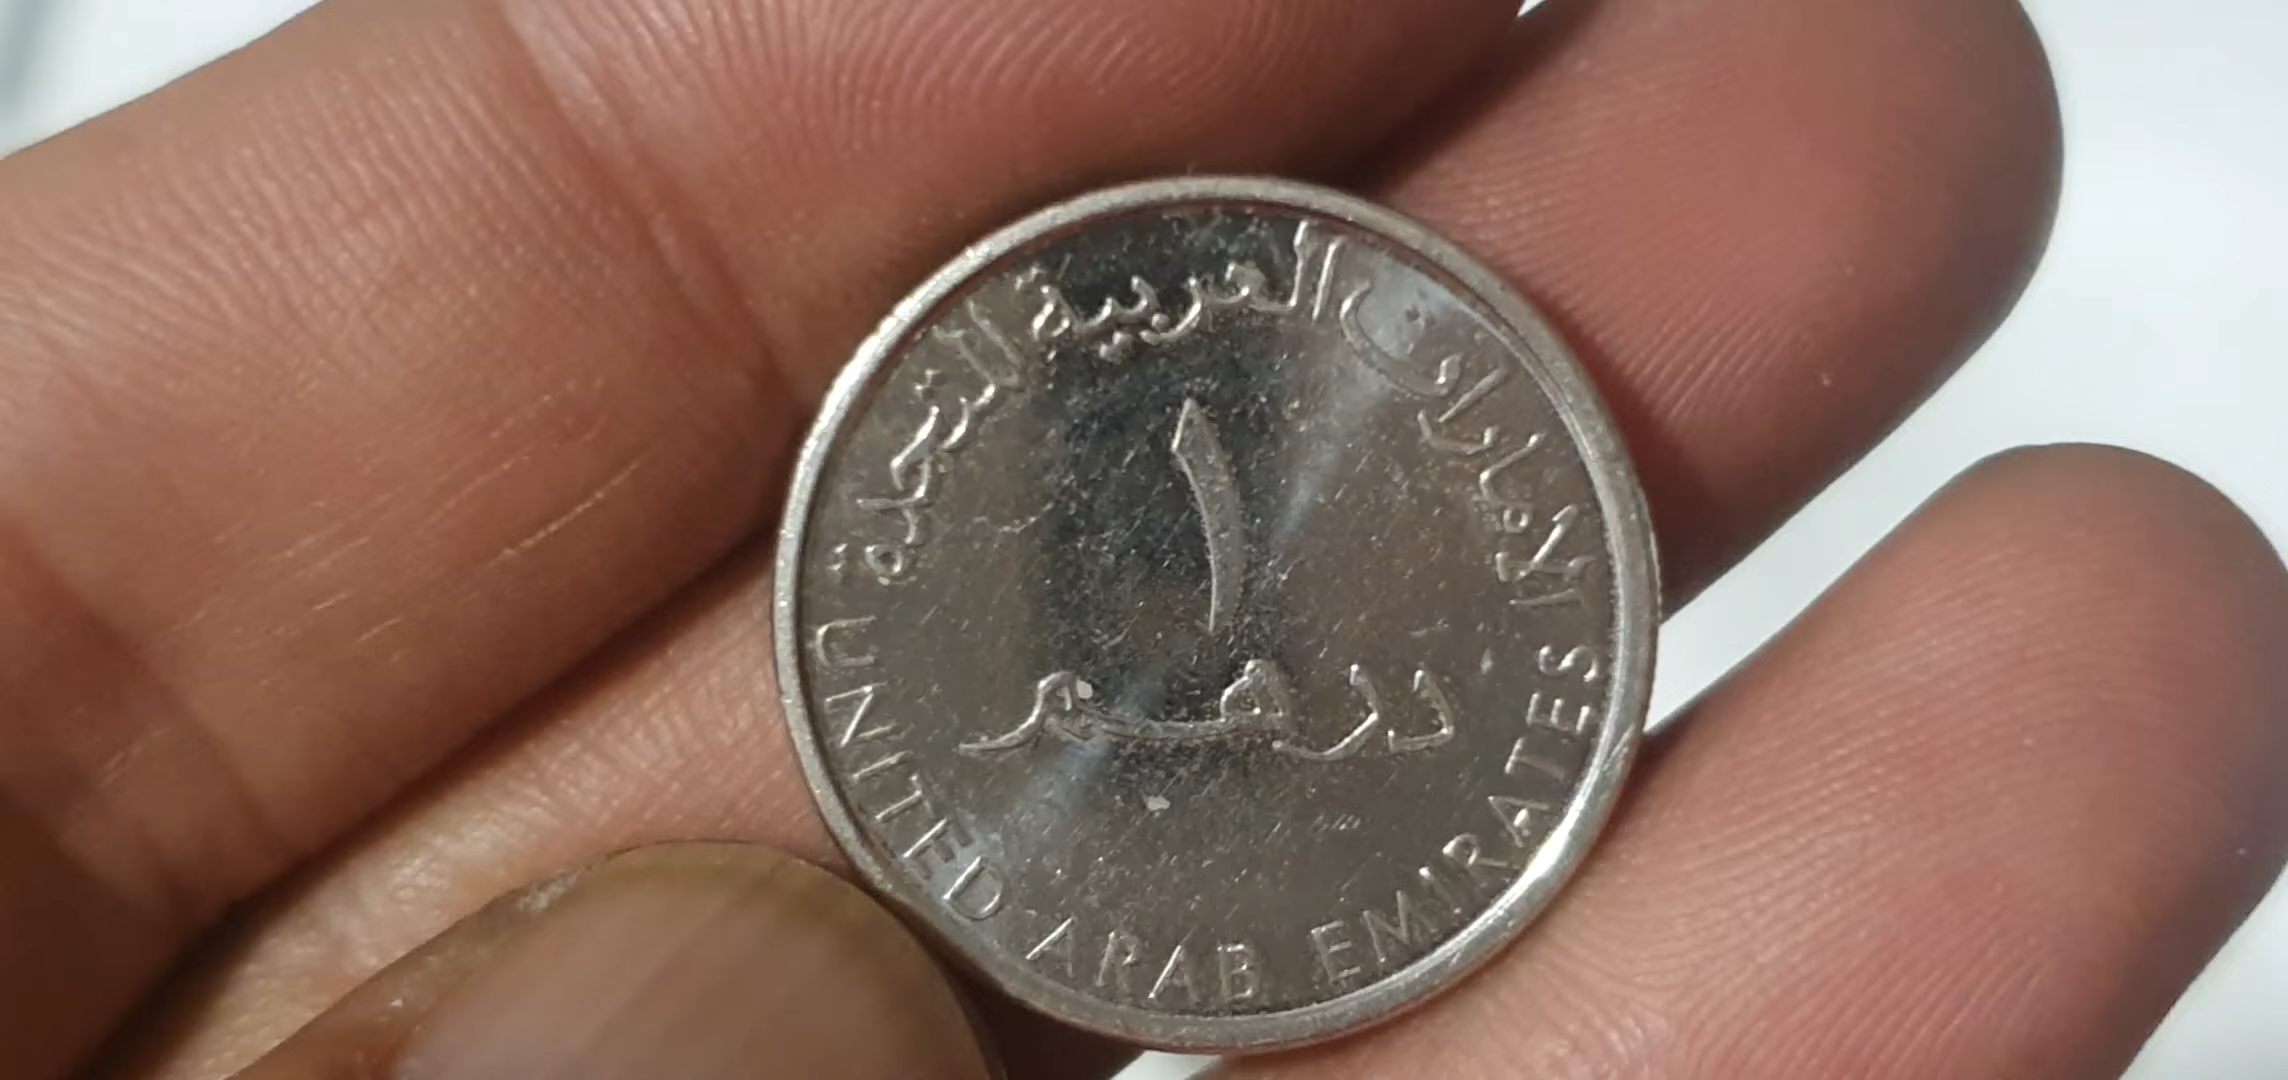 الإمارات العربية المتحدة
١
درهم
UNITED ARAB EMIRATES